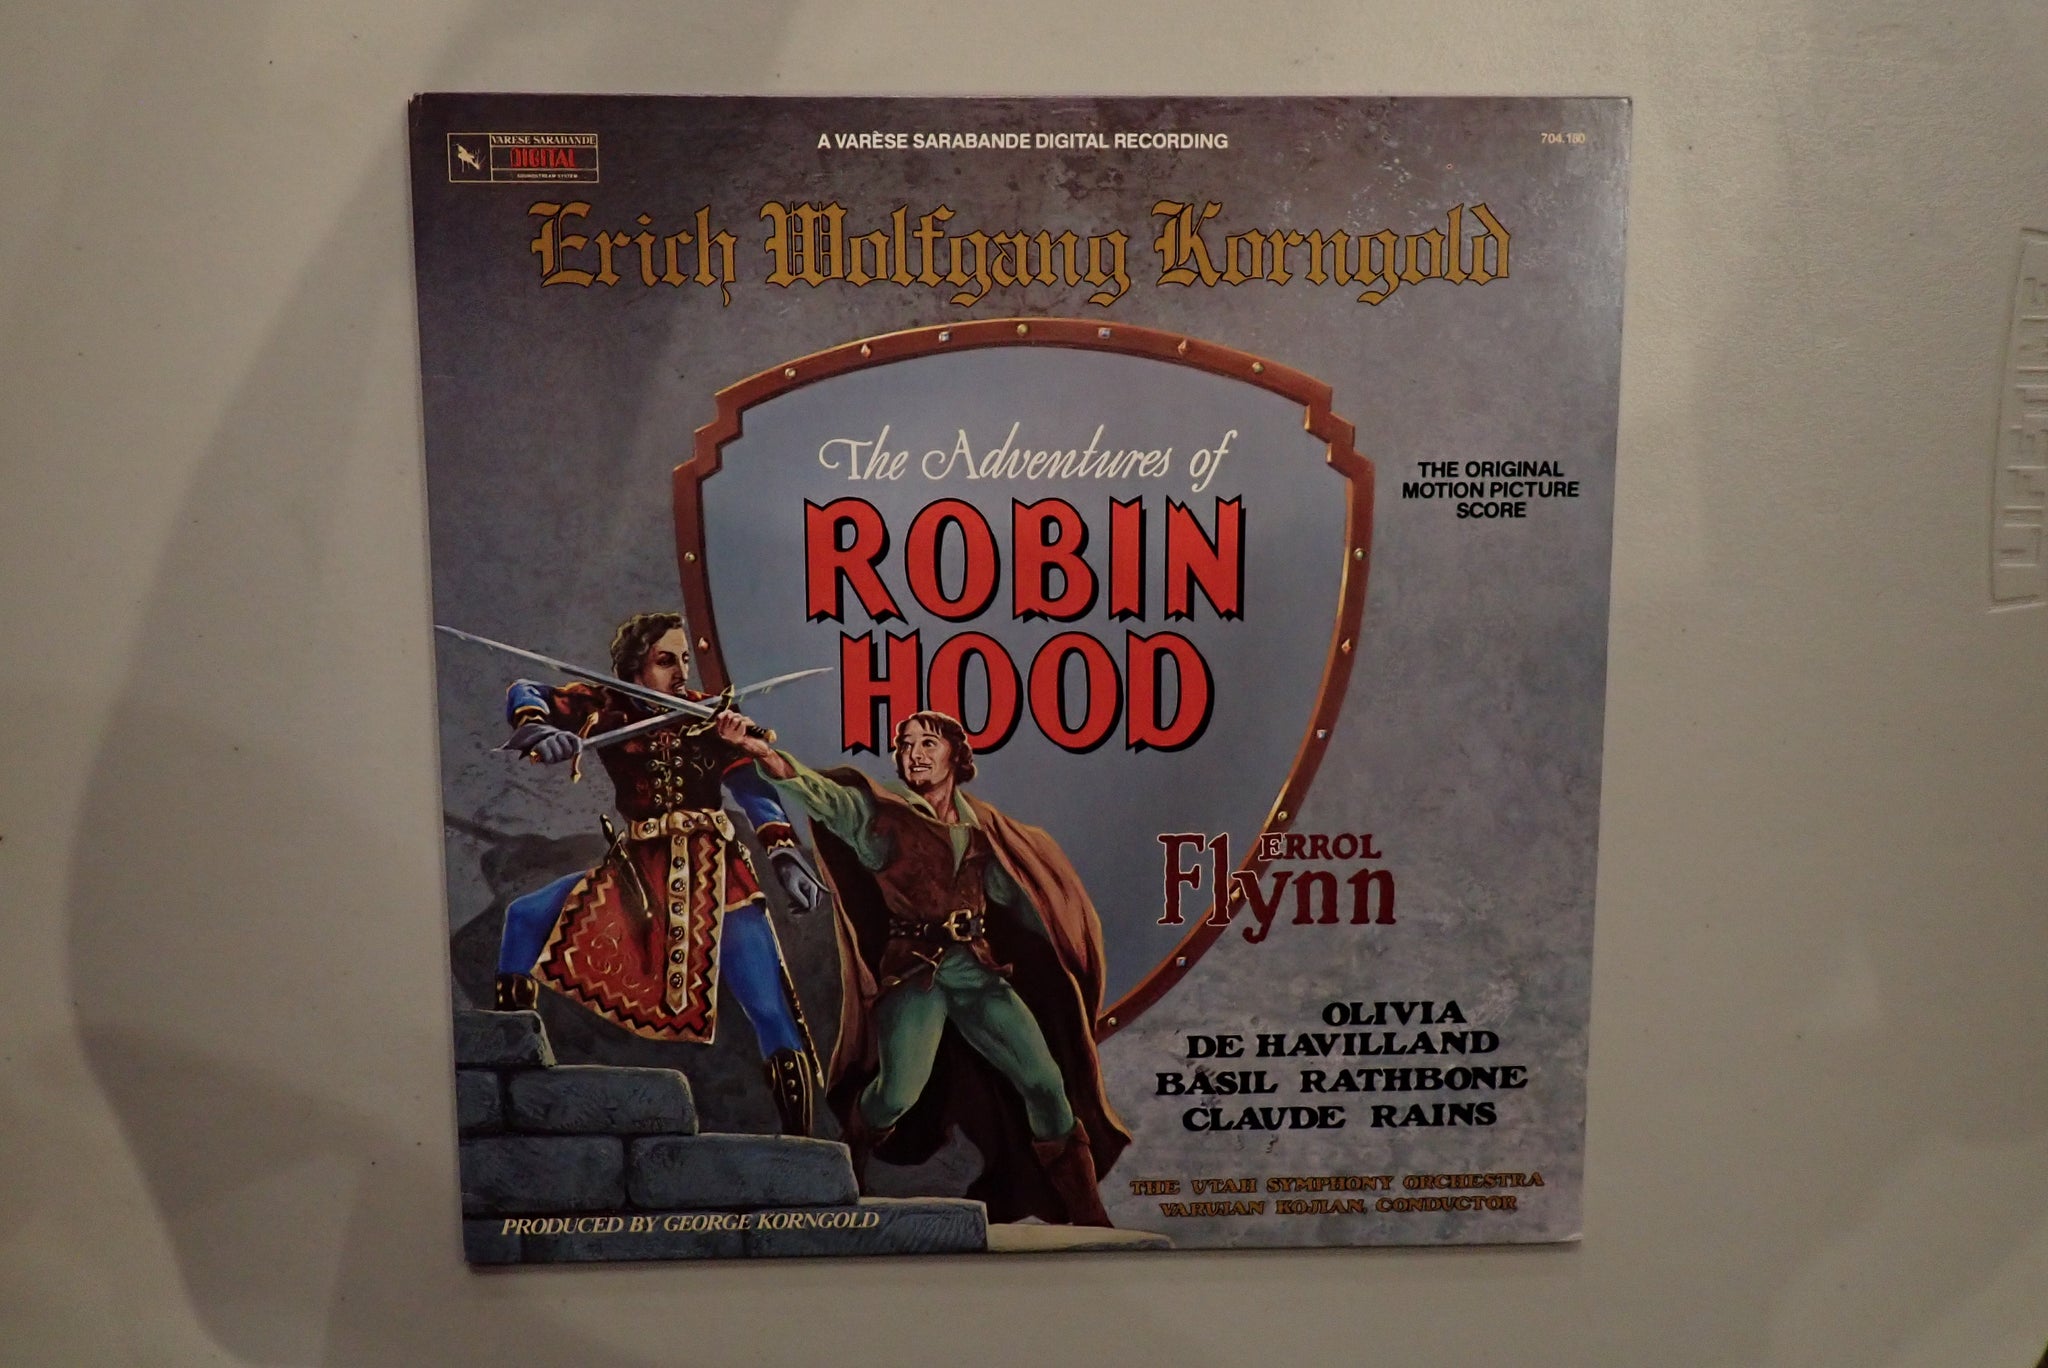 VARESE SARABANDE
DIGITAL
SOUNDSTREAM SYSTEM
A VARÈSE SARABANDE DIGITAL RECORDING
704.180
Erich Wolfgang Korngold
The Adventures of
ROBIN
HOOD
THE ORIGINAL
MOTION PICTURE
SCORE
ERROL
Flynn
OLIVIA
DE HAVILLAND
BASIL RATHBONE
CLAUDE RAINS
THE UTAH SYMPHONY ORCHESTRA
VARUJAN KOJIAN, CONDUCTOR
PRODUCED BY GEORGE KORNGOLD